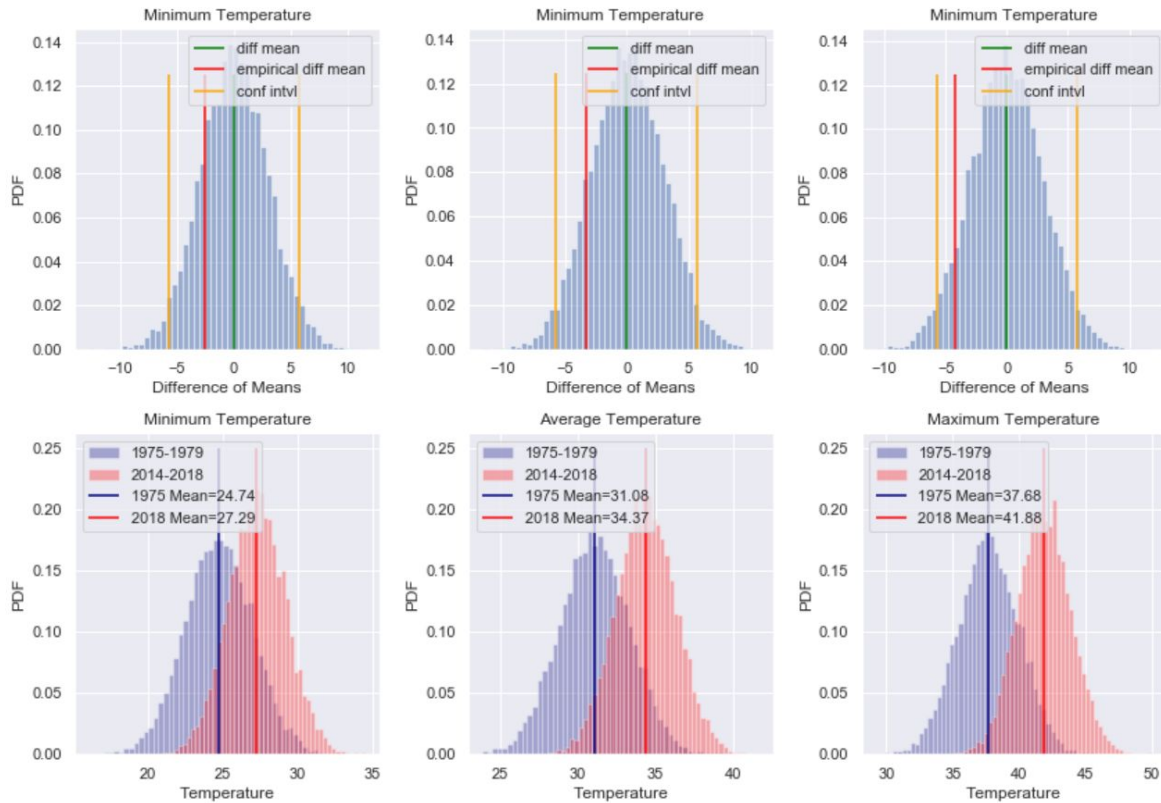 Minimum Temperature
0.14
0.12
0.10
0.08
0.06
0.04
0.02
0.00
PDF
diff mean
empirical diff mean
conf intvl
−10
−5
0
5
10
Difference of Means
Minimum Temperature
0.14
0.12
0.10
0.08
0.06
0.04
0.02
0.00
PDF
diff mean
empirical diff mean
conf intvl
−10
−5
0
5
10
Difference of Means
Minimum Temperature
0.14
0.12
0.10
0.08
0.06
0.04
0.02
0.00
PDF
diff mean
empirical diff mean
conf intvl
−10
−5
0
5
10
Difference of Means
Minimum Temperature
0.25
0.20
0.15
0.10
0.05
0.00
PDF
1975-1979
2014-2018
1975 Mean=24.74
2018 Mean=27.29
20
25
30
35
Temperature
Average Temperature
0.25
0.20
0.15
0.10
0.05
0.00
PDF
1975-1979
2014-2018
1975 Mean=31.08
2018 Mean=34.37
25
30
35
40
Temperature
Maximum Temperature
0.25
0.20
0.15
0.10
0.05
0.00
PDF
1975-1979
2014-2018
1975 Mean=37.68
2018 Mean=41.88
30
35
40
45
50
Temperature